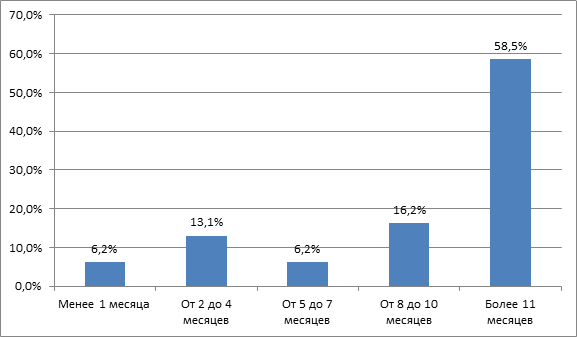 70,0%
60,0%
50,0%
40,0%
30,0%
20,0%
10,0%
0,0%
6,2%
13,1%
6,2%
16,2%
58,5%
Менее 1 месяца
От 2 до 4
месяцев
От 5 до 7
месяцев
От 8 до 10
месяцев
Более 11
месяцев